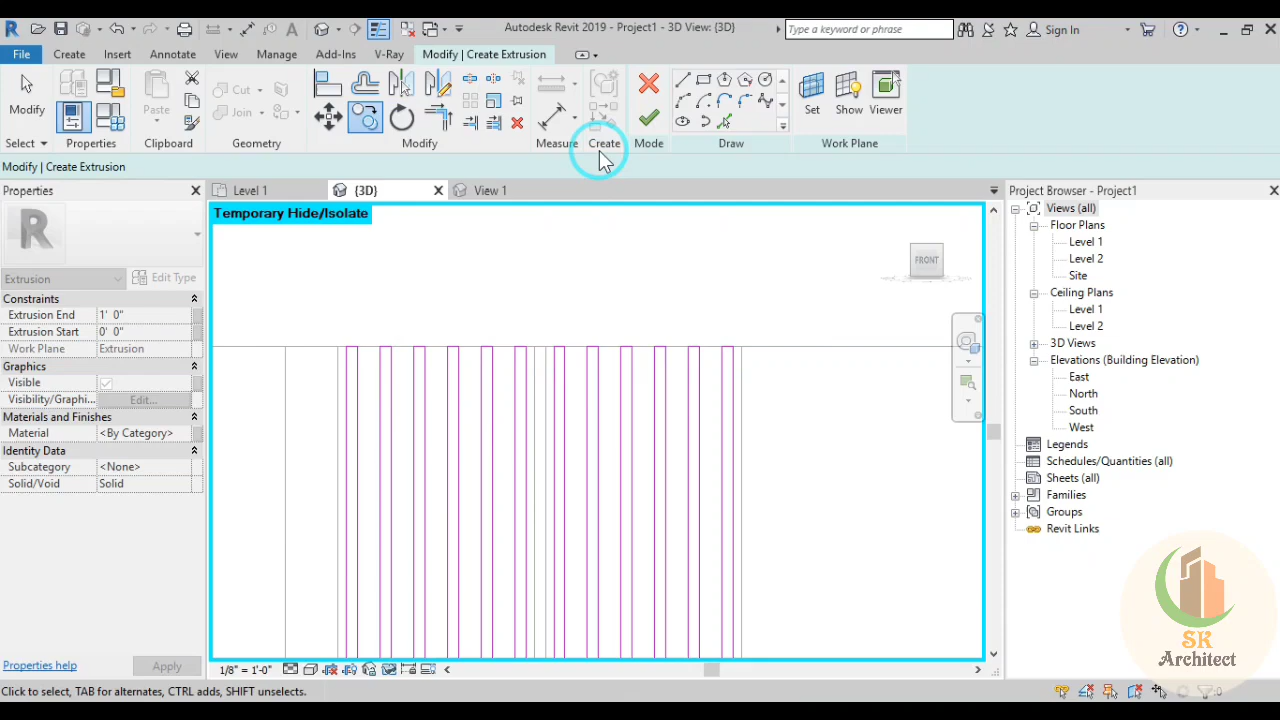 Autodesk Revit 2019 - Project1 - 3D View: {3D}
Type a keyword or phrase
Sign In
File Create Insert Annotate View Manage Add-Ins V-Ray Modify | Create Extrusion
Modify Paste Cut Join Set Show Viewer
Select Properties Clipboard Geometry Modify Measure Create Mode Draw Work Plane
Modify | Create Extrusion
Properties
Level 1
{3D}
View 1
Project Browser - Project1
R
Extrusion
Edit Type
Constraints
Extrusion End 1' 0"
Extrusion Start 0' 0"
Work Plane Extrusion
Graphics
Visible
Visibility/Graphi... Edit...
Materials and Finishes
Material <By Category>
Identity Data
Subcategory <None>
Solid/Void Solid
Properties help
Apply
Temporary Hide/Isolate
FRONT
1/8" = 1'-0"
Views (all)
Floor Plans
Level 1
Level 2
Site
Ceiling Plans
Level 1
Level 2
3D Views
Elevations (Building Elevation)
East
North
South
West
Legends
Schedules/Quantities (all)
Sheets (all)
Families
Groups
Revit Links
SK
Architect
Click to select, TAB for alternates, CTRL adds, SHIFT unselects.
:0